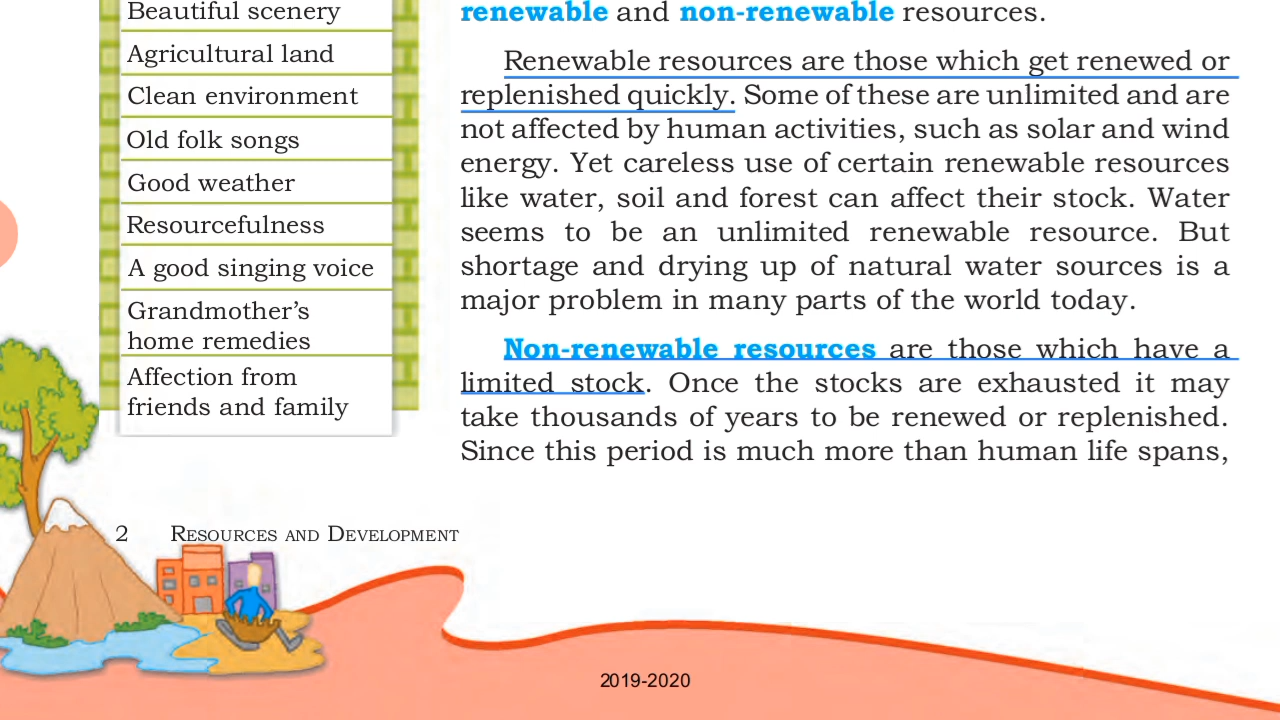 Beautiful scenery
Agricultural land
Clean environment
Old folk songs
Good weather
Resourcefulness
A good singing voice
Grandmother’s
home remedies
Affection from
friends and family
renewable and non-renewable resources.
Renewable resources are those which get renewed or
replenished quickly. Some of these are unlimited and are
not affected by human activities, such as solar and wind
energy. Yet careless use of certain renewable resources
like water, soil and forest can affect their stock. Water
seems to be an unlimited renewable resource. But
shortage and drying up of natural water sources is a
major problem in many parts of the world today.
Non-renewable resources are those which have a
limited stock. Once the stocks are exhausted it may
take thousands of years to be renewed or replenished.
Since this period is much more than human life spans,
2 Resources and Development
2019-2020